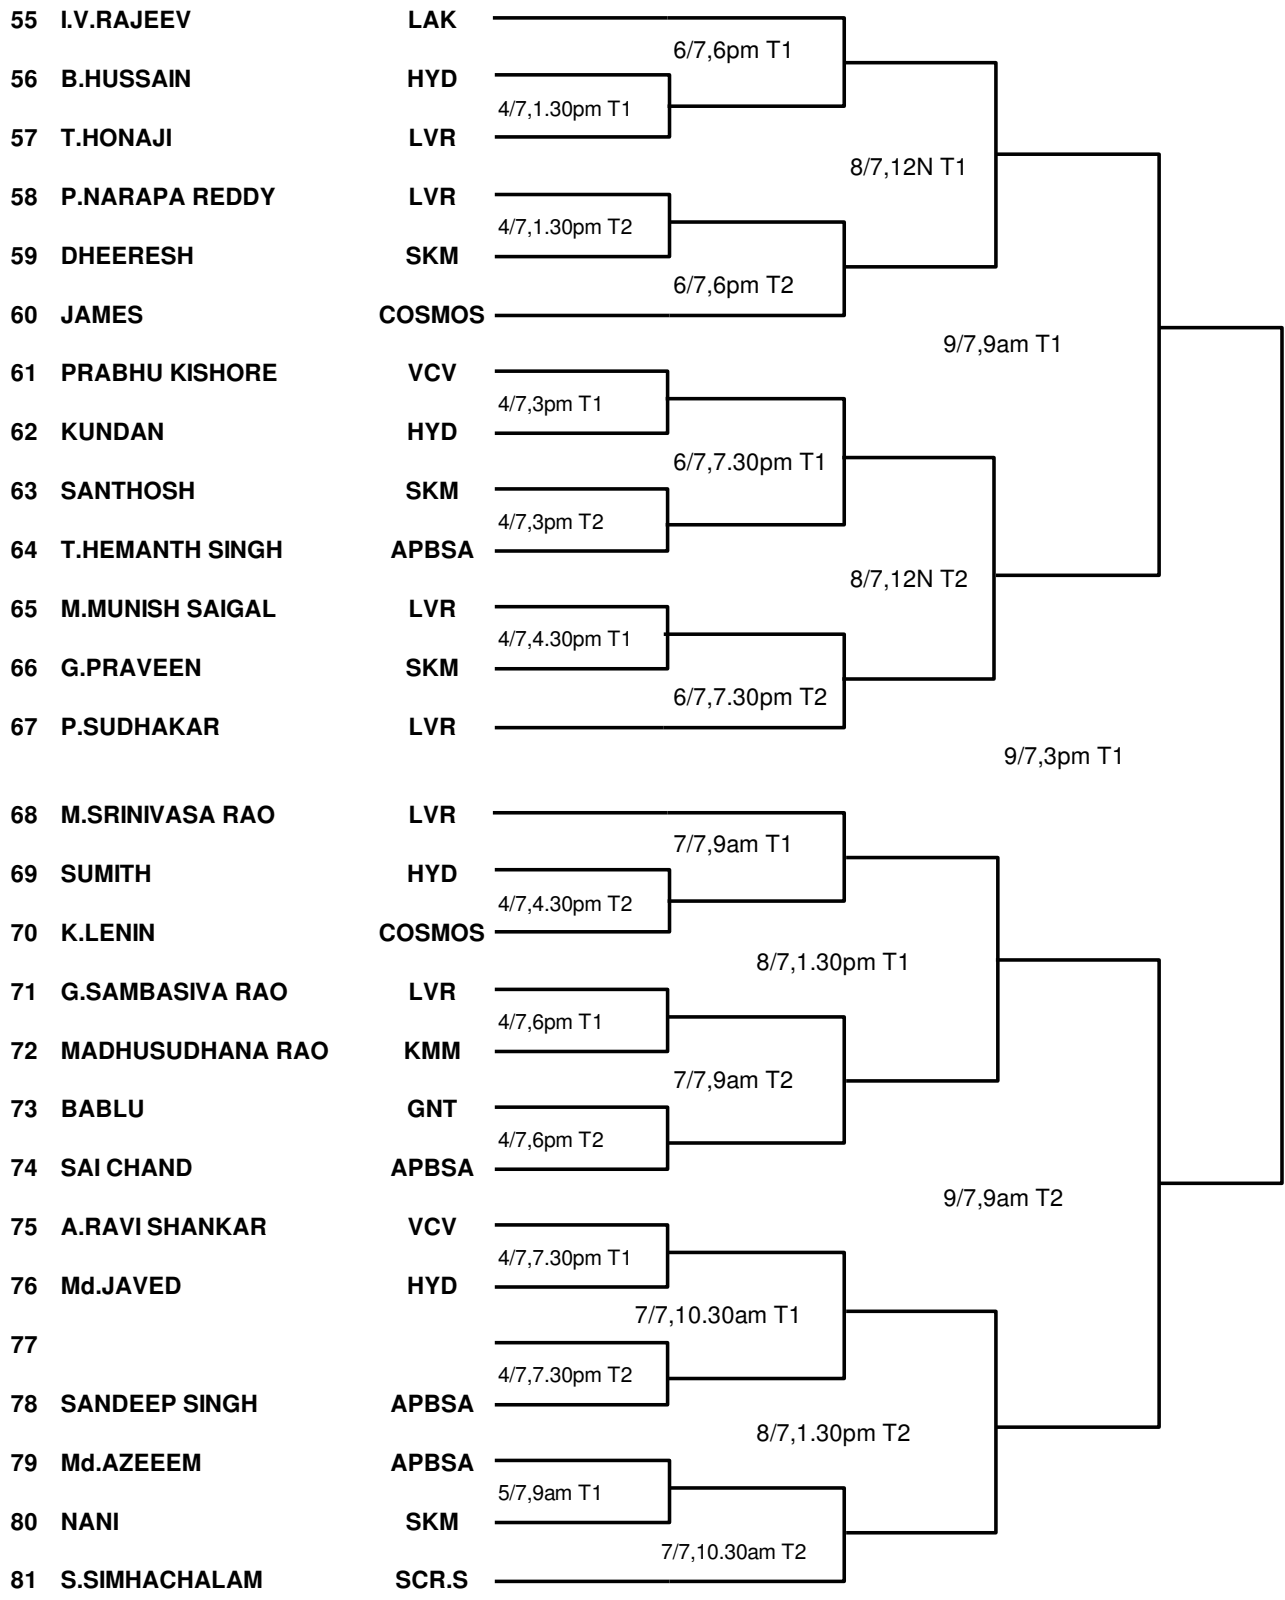 55 I.V.RAJEEV LAK
6/7,6pm T1
56 B.HUSSAIN HYD
4/7,1.30pm T1
57 T.HONAJI LVR
8/7,12N T1
58 P.NARAPA REDDY LVR
4/7,1.30pm T2
59 DHEERESH SKM
6/7,6pm T2
60 JAMES COSMOS
9/7,9am T1
61 PRABHU KISHORE VCV
4/7,3pm T1
62 KUNDAN HYD
6/7,7.30pm T1
63 SANTHOSH SKM
4/7,3pm T2
64 T.HEMANTH SINGH APBSA
8/7,12N T2
65 M.MUNISH SAIGAL LVR
4/7,4.30pm T1
66 G.PRAVEEN SKM
6/7,7.30pm T2
67 P.SUDHAKAR LVR
9/7,3pm T1
68 M.SRINIVASA RAO LVR
7/7,9am T1
69 SUMITH HYD
4/7,4.30pm T2
70 K.LENIN COSMOS
8/7,1.30pm T1
71 G.SAMBASIVA RAO LVR
4/7,6pm T1
72 MADHUSUDHANA RAO KMM
7/7,9am T2
73 BABLU GNT
4/7,6pm T2
74 SAI CHAND APBSA
9/7,9am T2
75 A.RAVI SHANKAR VCV
4/7,7.30pm T1
76 Md.JAVED HYD
7/7,10.30am T1
77
4/7,7.30pm T2
78 SANDEEP SINGH APBSA
8/7,1.30pm T2
79 Md.AZEEEM APBSA
5/7,9am T1
80 NANI SKM
7/7,10.30am T2
81 S.SIMHACHALAM SCR.S